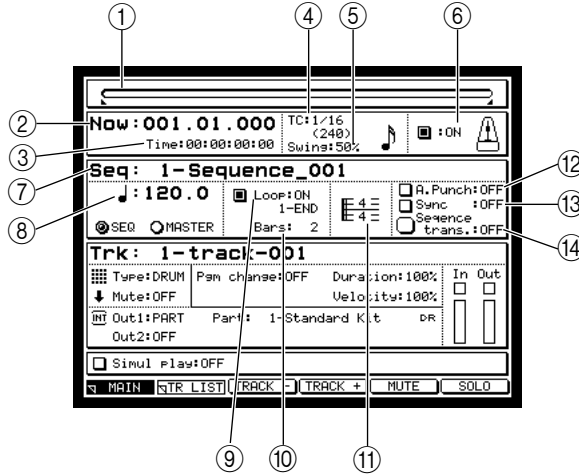 ① ④ ⑤ ⑥
② Now:001.01.000 TC:1/16 :ON
(240)
③ Time:00:00:00:00 Swing:50%
⑦ Seq: 1-Sequence_001 ⑫
⑧ ♩:120.0 Loop:ON A.Punch:OFF
1-END 4 Sync :OFF ⑬
SEQ MASTER Bars: 2 4 Seqence
trans.:OFF ⑭
Trk: 1-track-001
Type:DRUM Pgm change:OFF Duration:100% In Out
Mute:OFF Velocity:100%
INT Out1:PART Part: 1-Standard Kit DR
Out2:OFF
Simul play:OFF
MAIN TR LIST TRACK - TRACK + MUTE SOLO
⑨ ⑩ ⑪